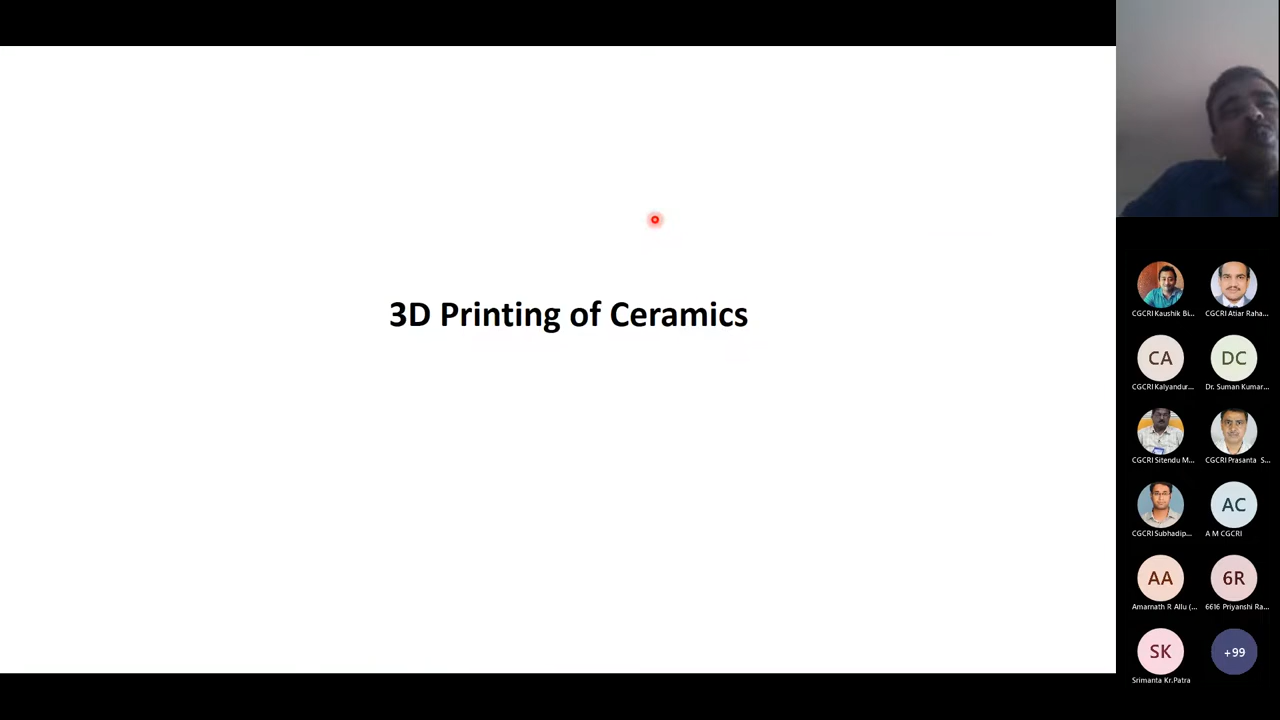 3D Printing of Ceramics
CGCRI Kaushik Bi...
CGCRI Atiar Raha...
CA
DC
CGCRI Kalyandur...
Dr. Suman Kumar...
CGCRI Sitendu M...
CGCRI Prasanta S...
AC
CGCRI Subhadip...
A M CGCRI
AA
6R
Amarnath R Allu (...
6616 Priyanshi Ra...
SK
+99
Srimanta Kr.Patra